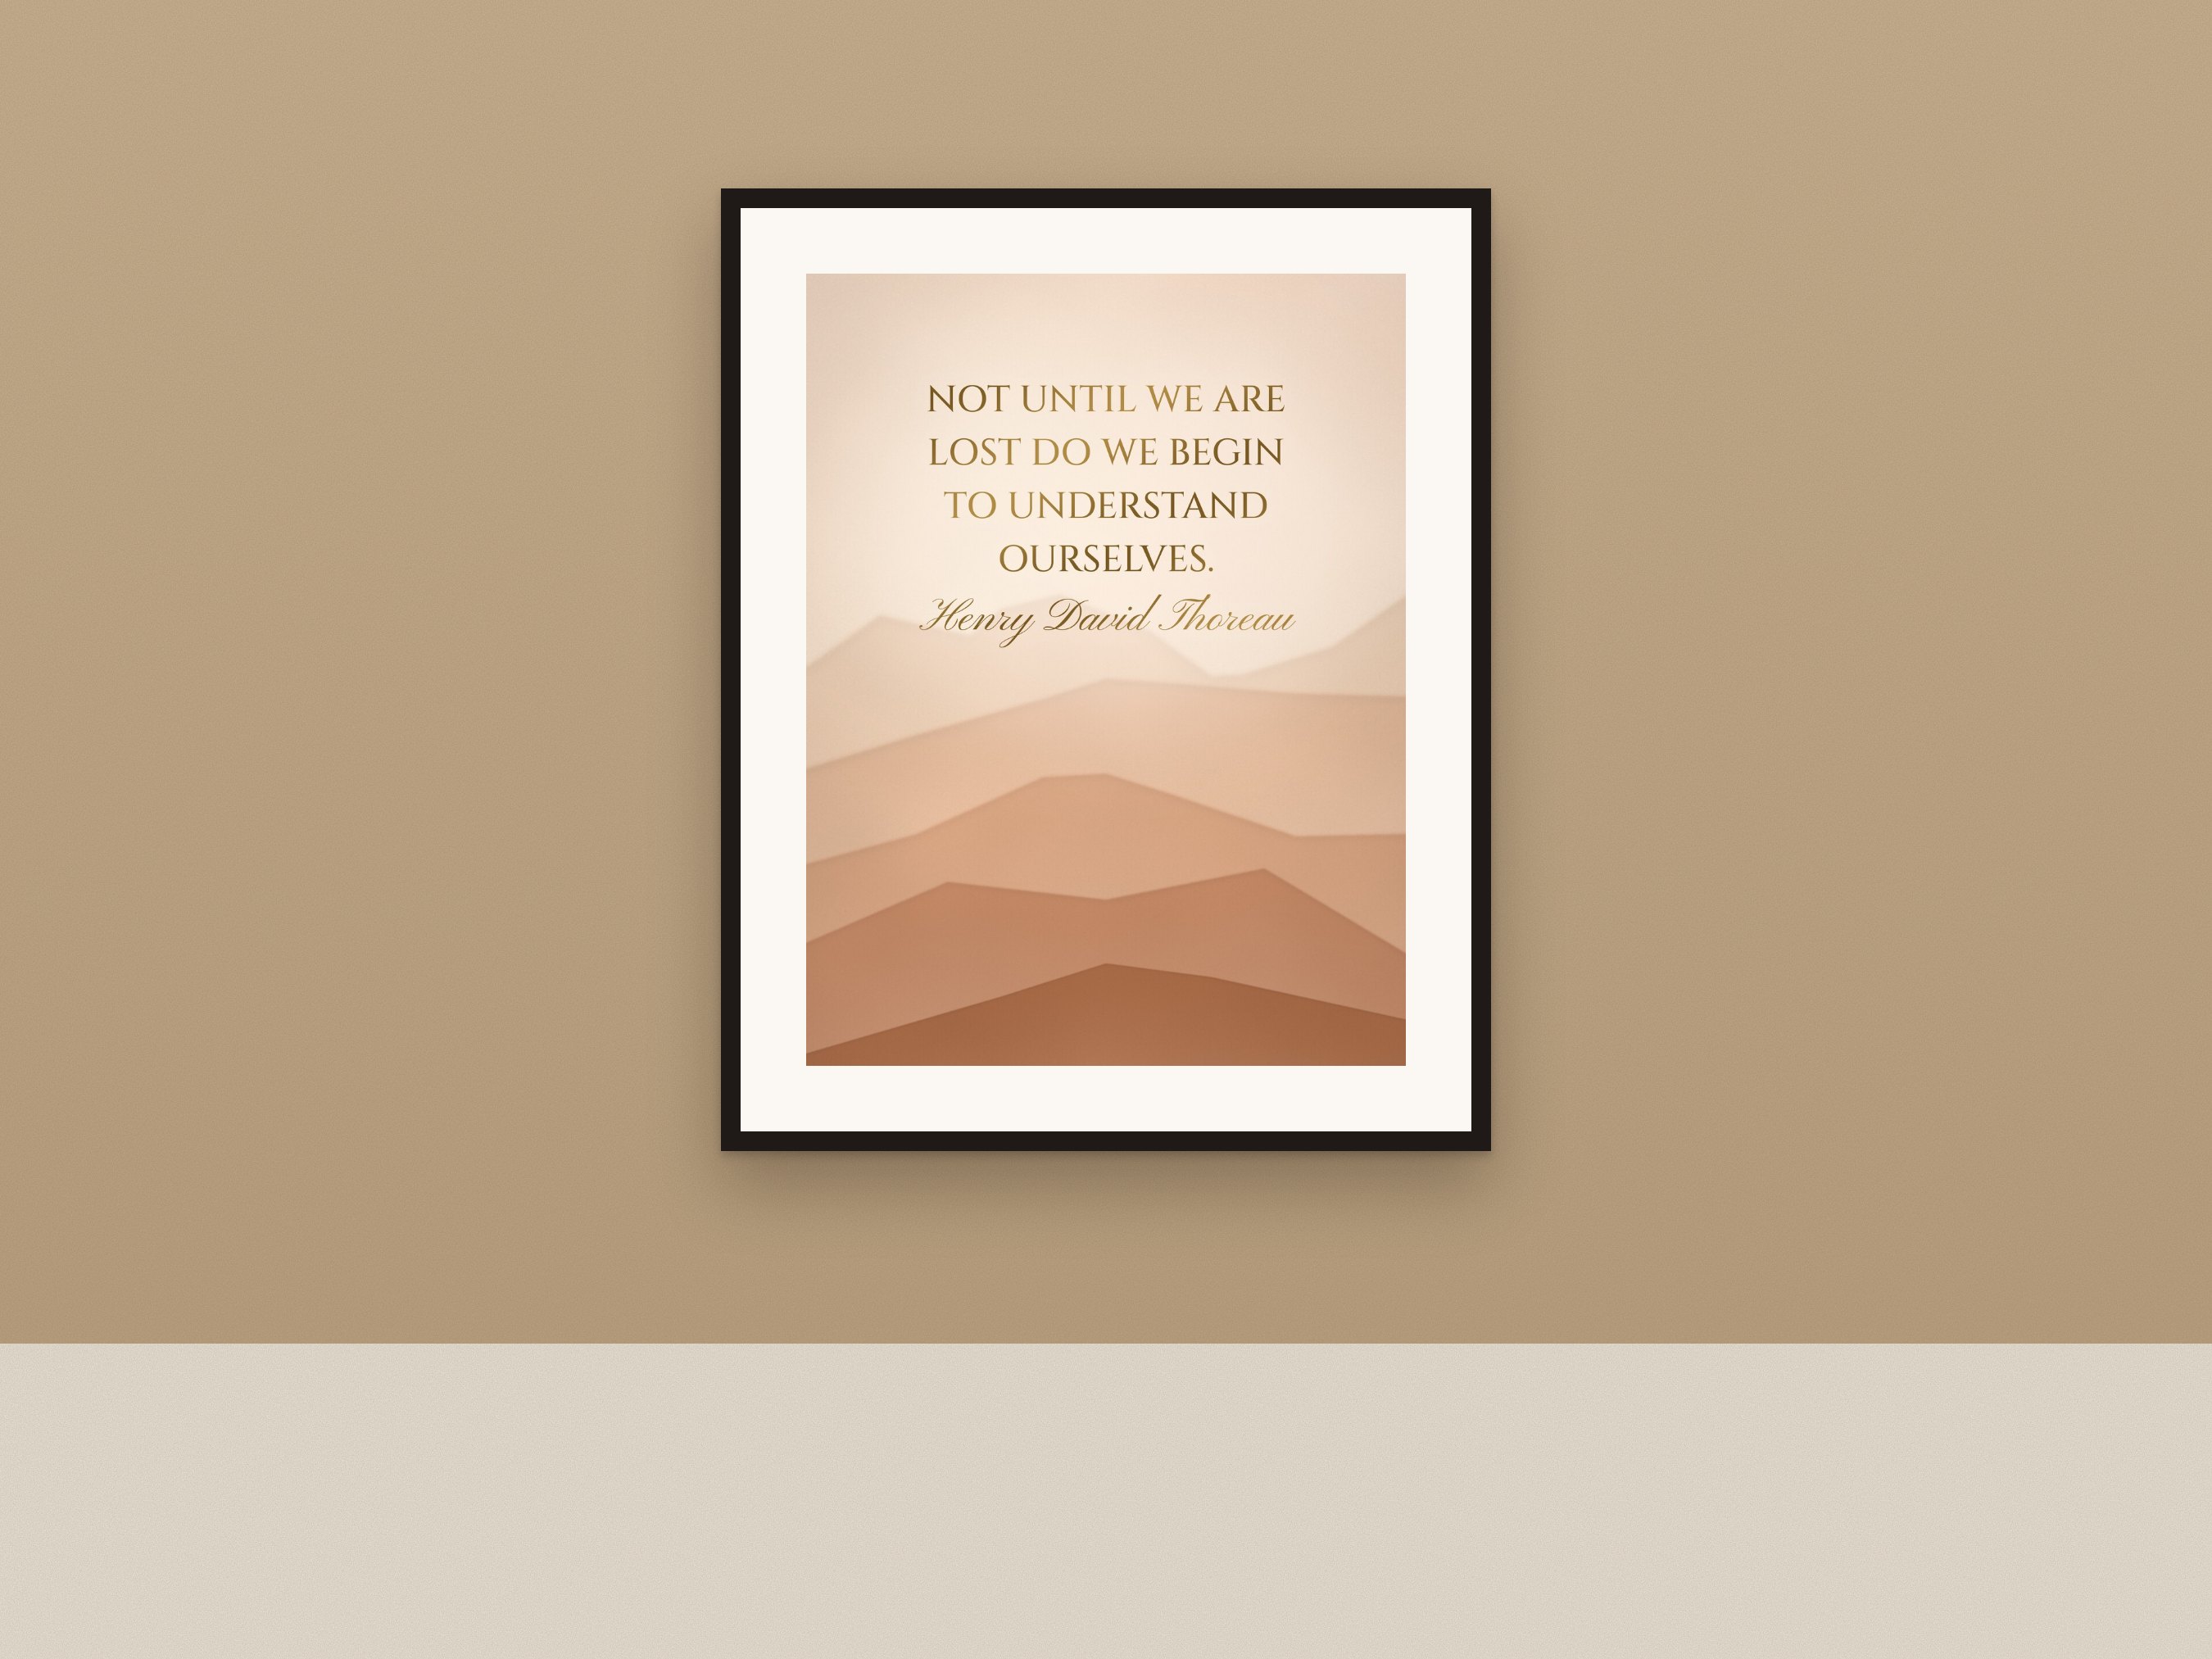 NOT UNTIL WE ARE
LOST DO WE BEGIN
TO UNDERSTAND
OURSELVES.
Henry David Thoreau